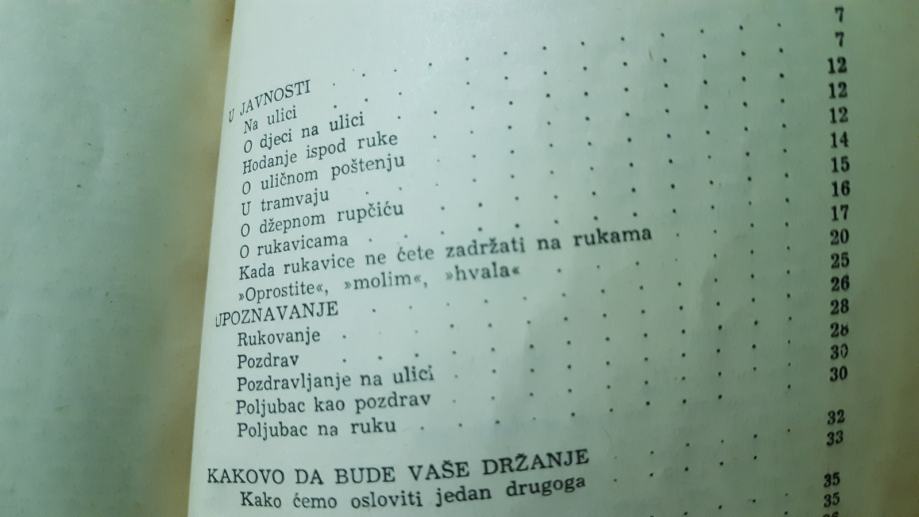 U JAVNOSTI . . . . . . . . . . 7
Na ulici . . . . . . . . . . 7
O djeci na ulici . . . . . . . . . 12
Hodanje ispod ruke . . . . . . . . 12
O uličnom poštenju . . . . . . . . 12
U tramvaju . . . . . . . . . 14
O džepnom rupčiću . . . . . . . . 15
O rukavicama . . . . . . . . . 16
Kada rukavice ne ćete zadržati na rukama . . . 17
»Oprostite«, »molim«, »hvala« . . . . . . 20
UPOZNAVANJE . . . . . . . . . 25
Rukovanje . . . . . . . . . 26
Pozdrav . . . . . . . . . 28
Pozdravljanje na ulici . . . . . . . 28
Poljubac kao pozdrav . . . . . . . 30
Poljubac na ruku . . . . . . . . 30
KAKOVO DA BUDE VAŠE DRŽANJE . . . . 32
Kako ćemo osloviti jedan drugoga . . . . 33
35
35